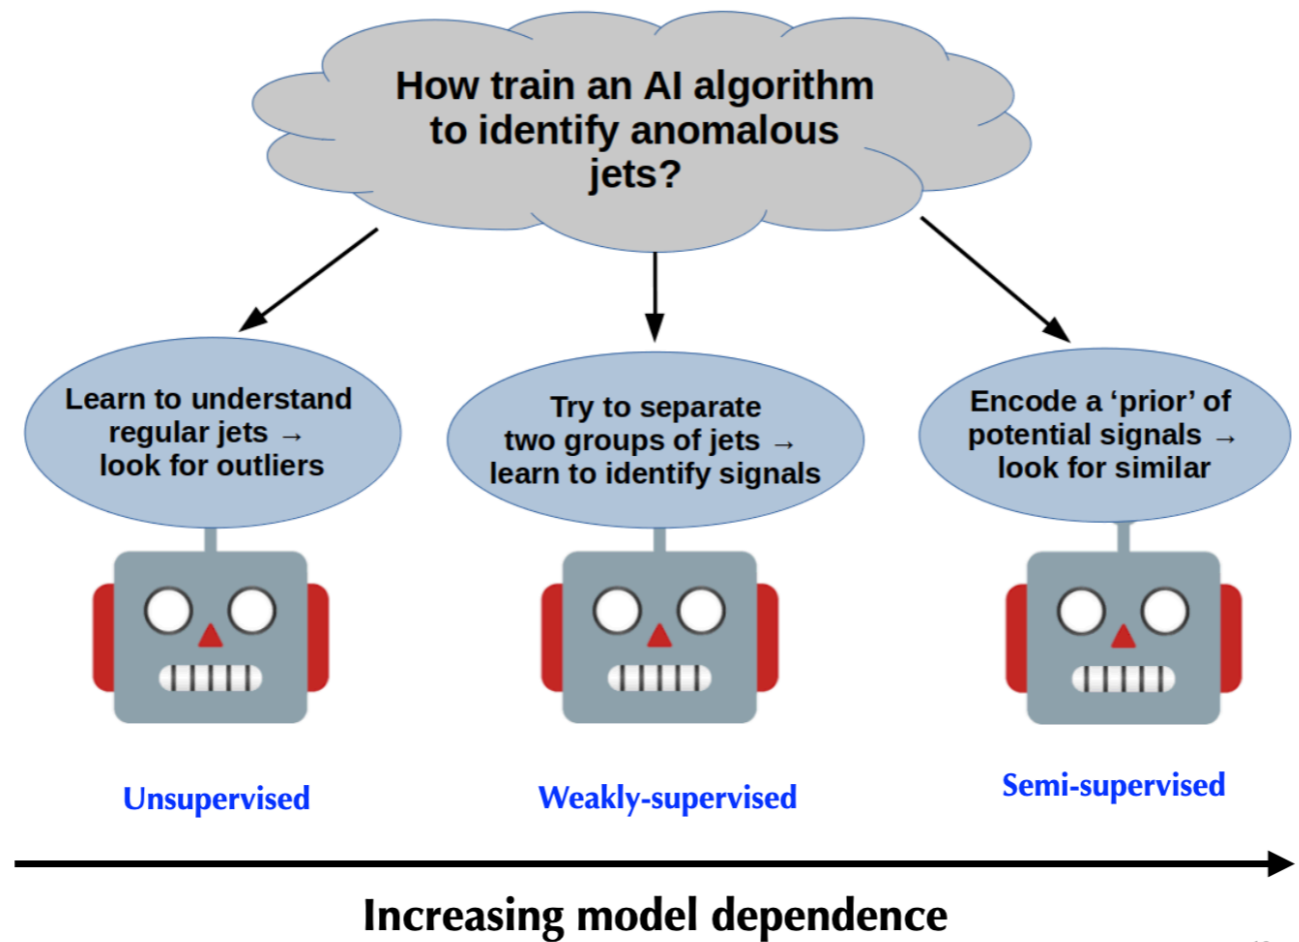 How train an AI algorithm
to identify anomalous
jets?
Learn to understand
regular jets →
look for outliers
Try to separate
two groups of jets →
learn to identify signals
Encode a ‘prior’ of
potential signals →
look for similar
Unsupervised
Weakly-supervised
Semi-supervised
Increasing model dependence